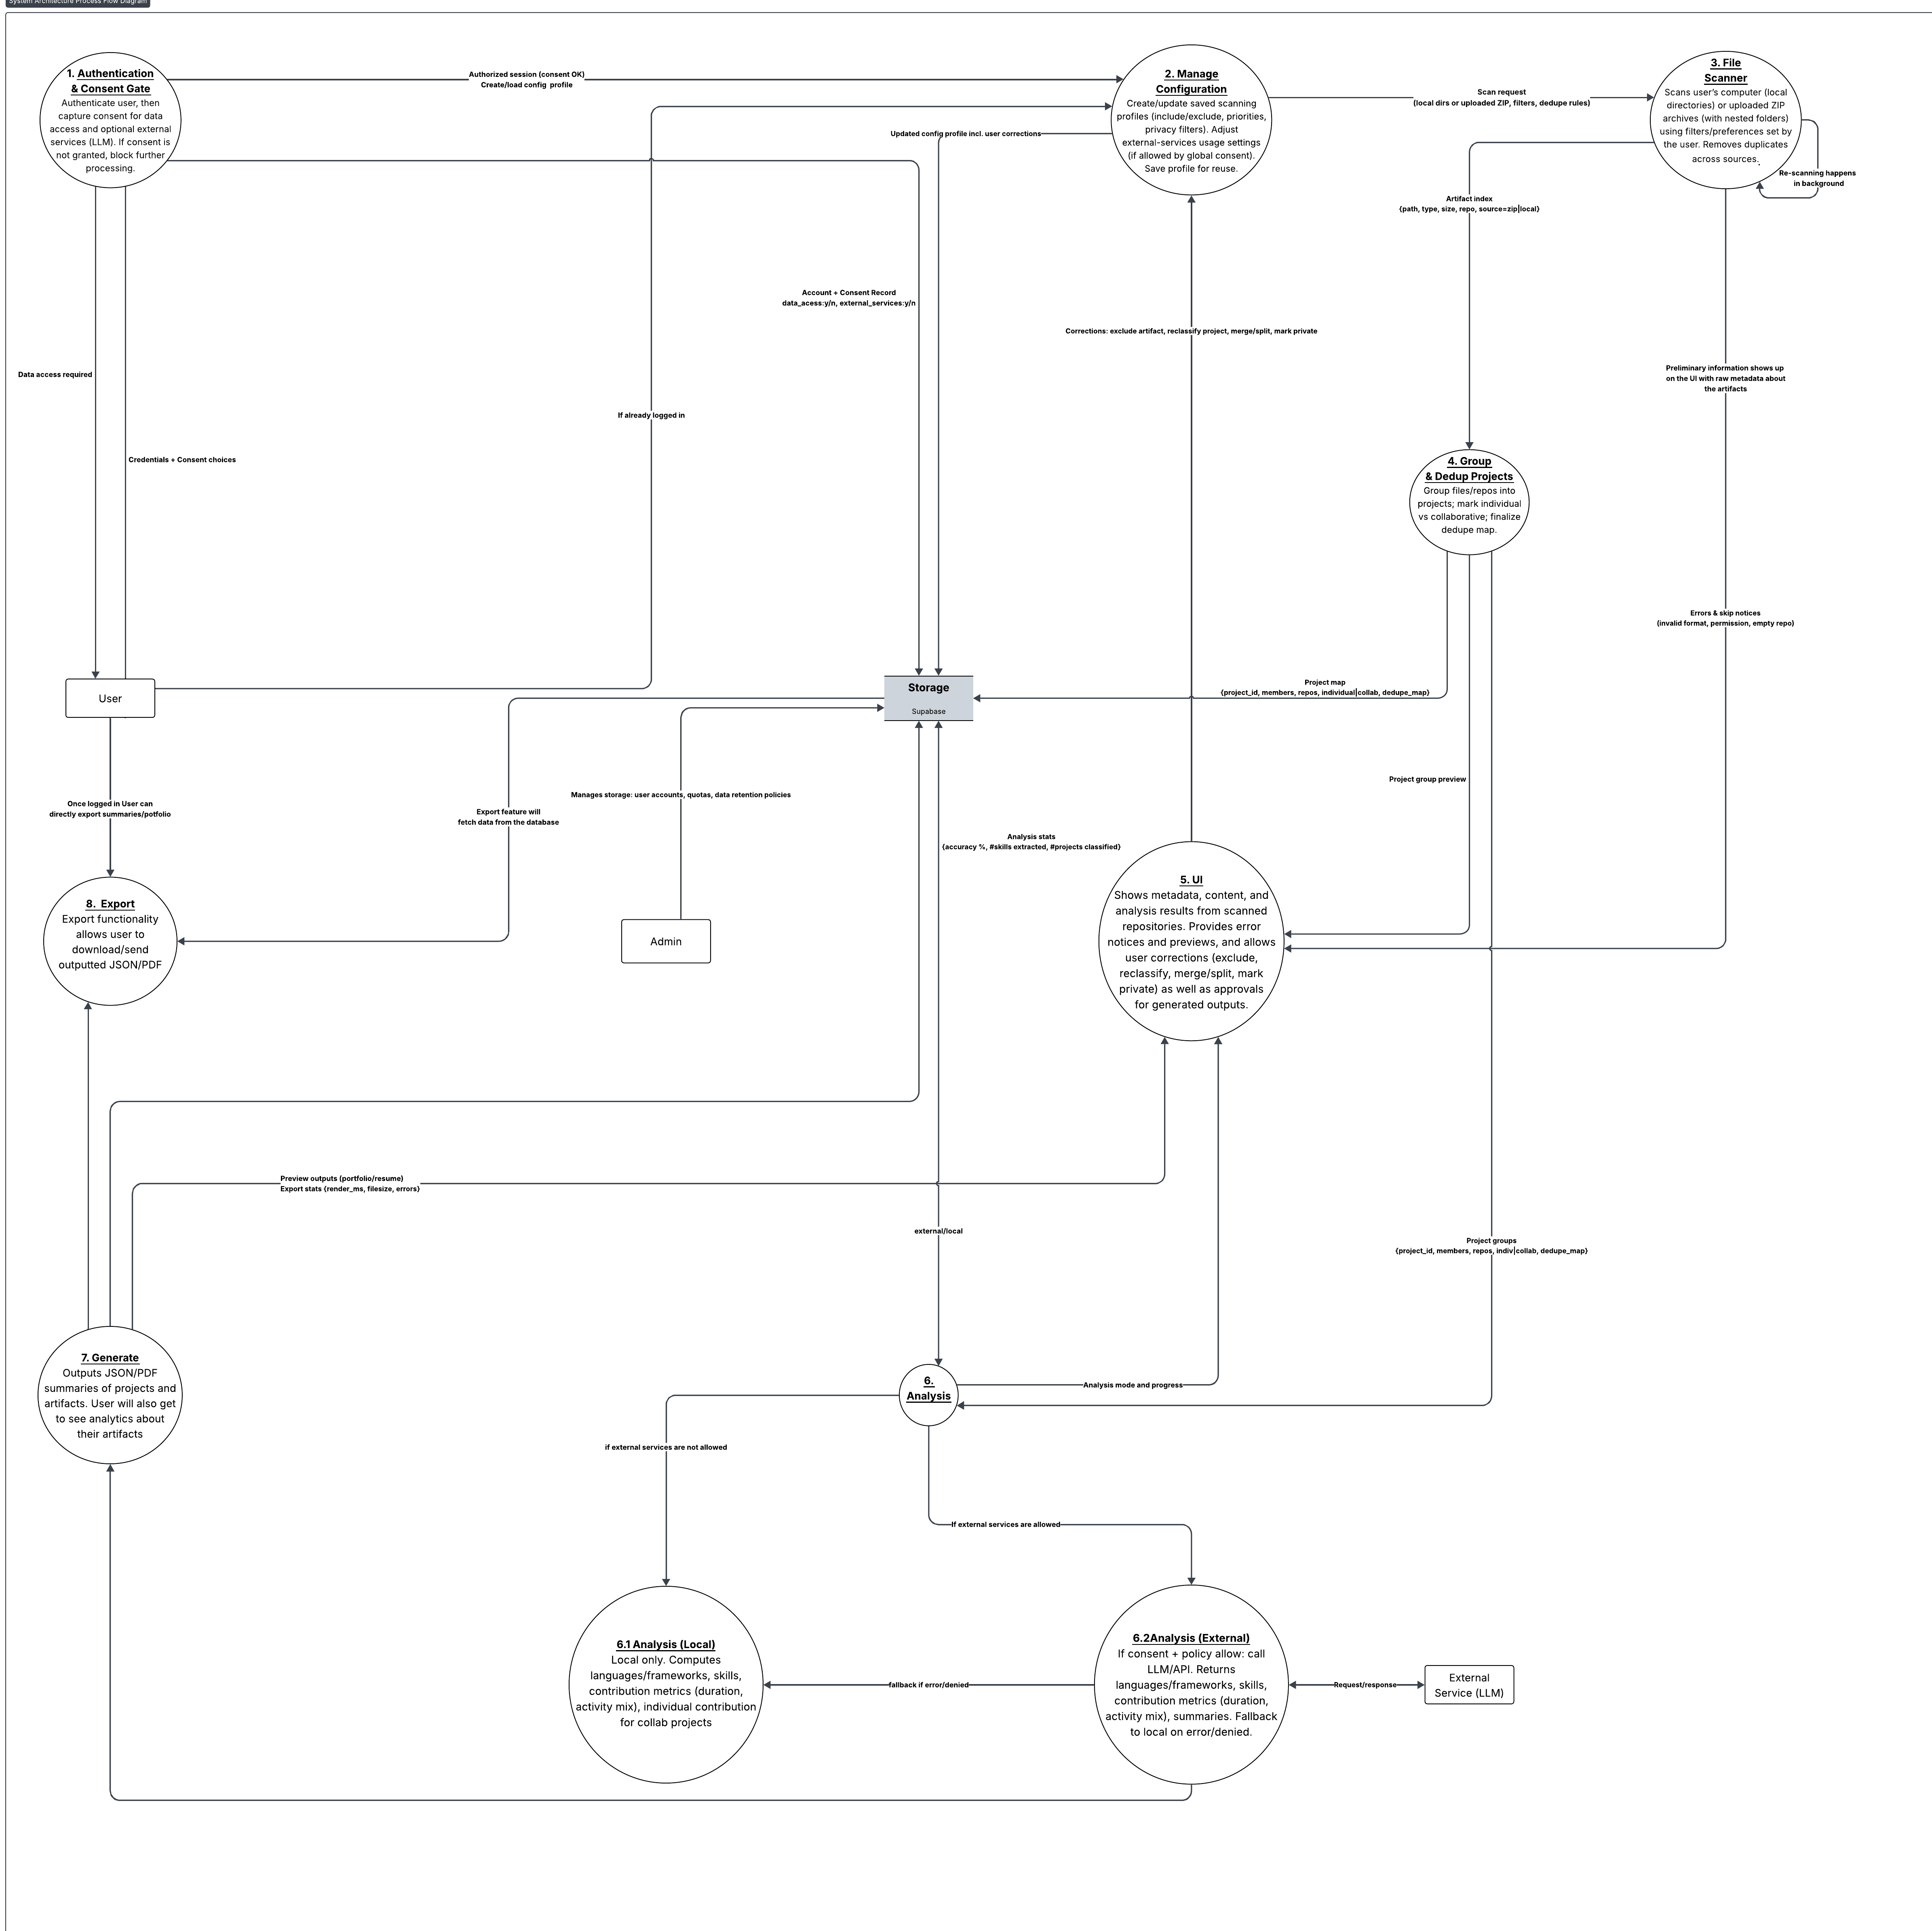 System Architecture Process Flow Diagram
1. Authentication
& Consent Gate
Authenticate user, then
capture consent for data
access and optional external
services (LLM). If consent is
not granted, block further
processing.
Authorized session (consent OK)
Create/load config  profile
2. Manage
Configuration
Create/update saved scanning
profiles (include/exclude, priorities,
privacy filters). Adjust
external-services usage settings
(if allowed by global consent).
Save profile for reuse.
Scan request
(local dirs or uploaded ZIP, filters, dedupe rules)
3. File
Scanner
Scans user's computer (local
directories) or uploaded ZIP
archives (with nested folders)
using filters/preferences set by
the user. Removes duplicates
across sources.
Re-scanning happens
in background
Updated config profile incl. user corrections
Artifact index
{path, type, size, repo, source=zip|local}
Account + Consent Record
data_acess:y/n, external_services:y/n
Corrections: exclude artifact, reclassify project, merge/split, mark private
Data access required
Preliminary information shows up
on the UI with raw metadata about
the artifacts
If already logged in
Credentials + Consent choices
4. Group
& Dedup Projects
Group files/repos into
projects; mark individual
vs collaborative; finalize
dedupe map.
Errors & skip notices
(invalid format, permission, empty repo)
User
Storage
Supabase
Project map
{project_id, members, repos, individual|collab, dedupe_map}
Project group preview
Once logged in User can
directly export summaries/potfolio
Export feature will
fetch data from the database
Manages storage: user accounts, quotas, data retention policies
Analysis stats
{accuracy %, #skills extracted, #projects classified}
8.  Export
Export functionality
allows user to
download/send
outputted JSON/PDF
Admin
5. UI
Shows metadata, content, and
analysis results from scanned
repositories. Provides error
notices and previews, and allows
user corrections (exclude,
reclassify, merge/split, mark
private) as well as approvals
for generated outputs.
Preview outputs (portfolio/resume)
Export stats {render_ms, filesize, errors}
external/local
Project groups
{project_id, members, repos, indiv|collab, dedupe_map}
7. Generate
Outputs JSON/PDF
summaries of projects and
artifacts. User will also get
to see analytics about
their artifacts
6.
Analysis
Analysis mode and progress
if external services are not allowed
If external services are allowed
6.1 Analysis (Local)
Local only. Computes
languages/frameworks, skills,
contribution metrics (duration,
activity mix), individual contribution
for collab projects
fallback if error/denied
6.2Analysis (External)
If consent + policy allow: call
LLM/API. Returns
languages/frameworks, skills,
contribution metrics (duration,
activity mix), summaries. Fallback
to local on error/denied.
Request/response
External
Service (LLM)